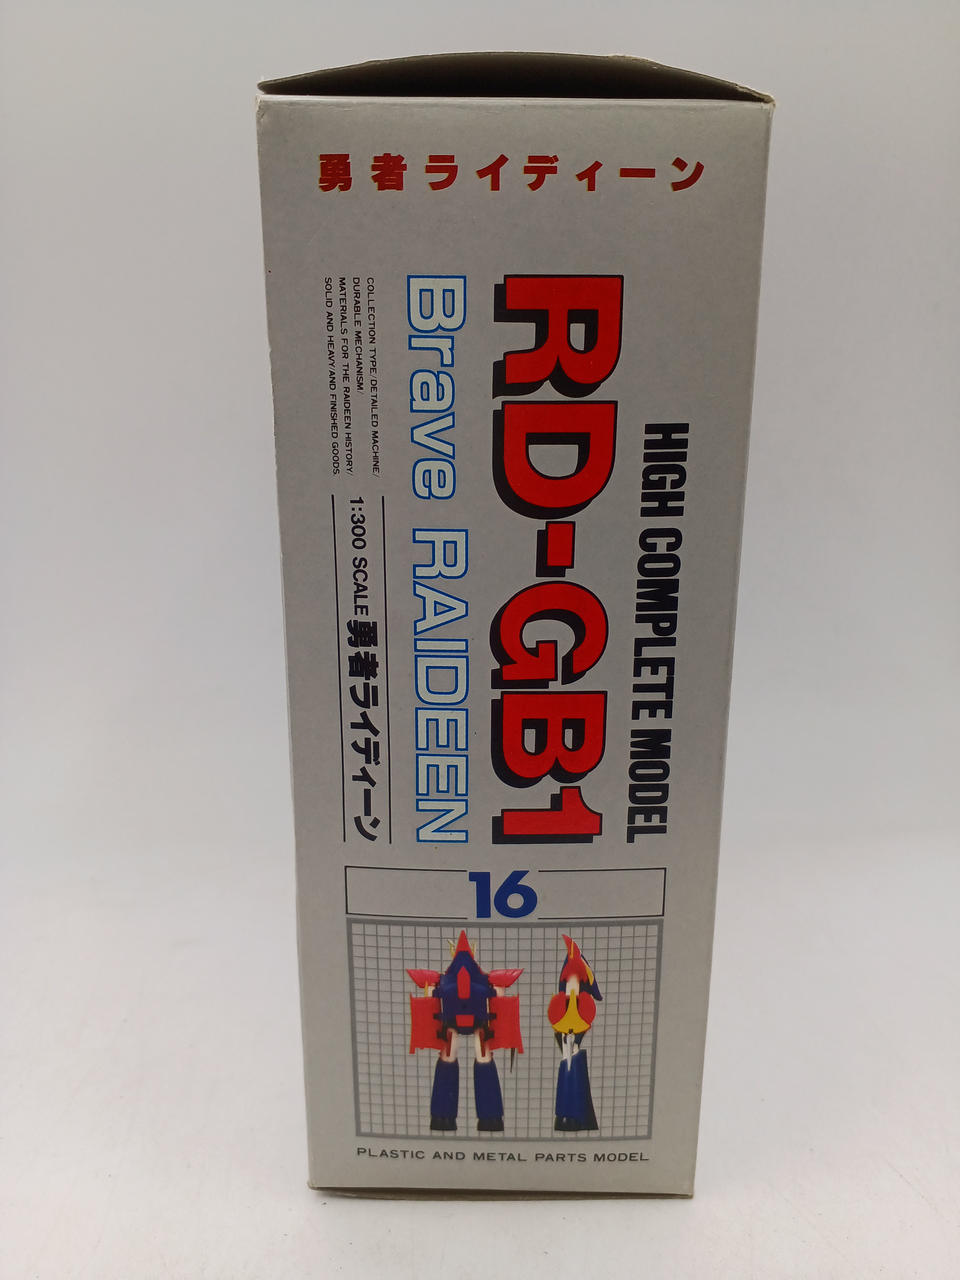 勇者ライディーン
HIGH COMPLETE MODEL
RD-GB1
Brave RAIDEEN
COLLECTION TYPE/DETAILED MACHINE/
DURABLE MECHANISM/
MATERIALS FOR THE RAIDEEN HISTORY/
SOLID AND HEAVY/AND FINISHED GOODS.
1:300 SCALE 勇者ライディーン
16
PLASTIC AND METAL PARTS MODEL